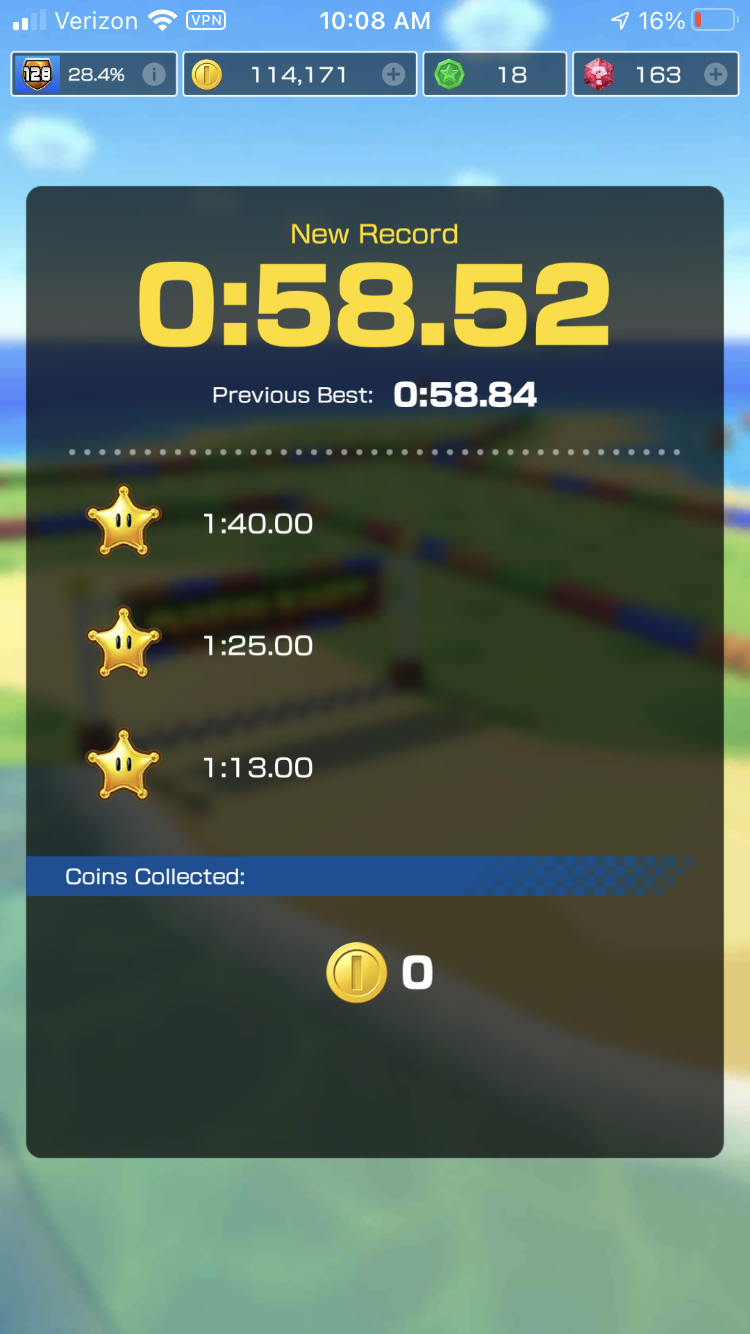 Verizon VPN 10:08 AM 16%
128 28.4% i 114,171 + 18 ? 163 +
New Record
0:58.52
Previous Best: 0:58.84
1:40.00
1:25.00
1:13.00
Coins Collected:
0